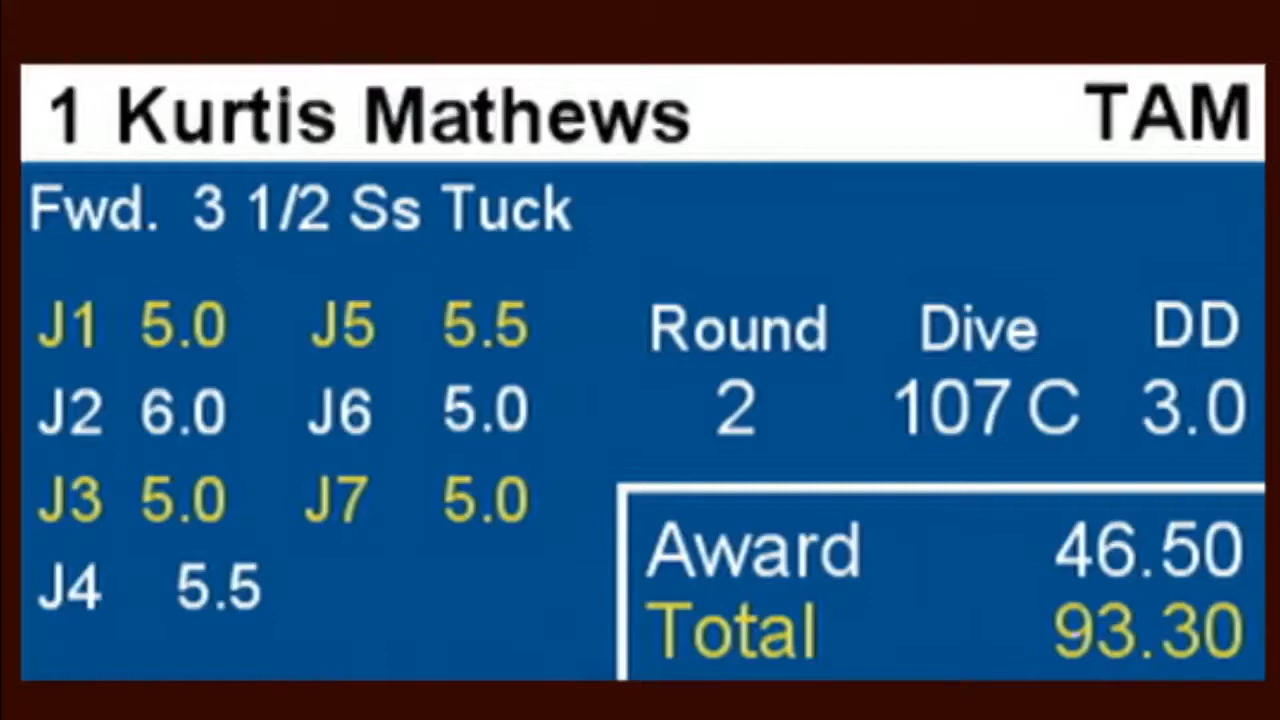 1 Kurtis Mathews TAM
Fwd. 3 1/2 Ss Tuck
J1 5.0 J5 5.5 Round Dive DD
J2 6.0 J6 5.0 2 107 C 3.0
J3 5.0 J7 5.0
Award 46.50
J4 5.5
Total 93.30